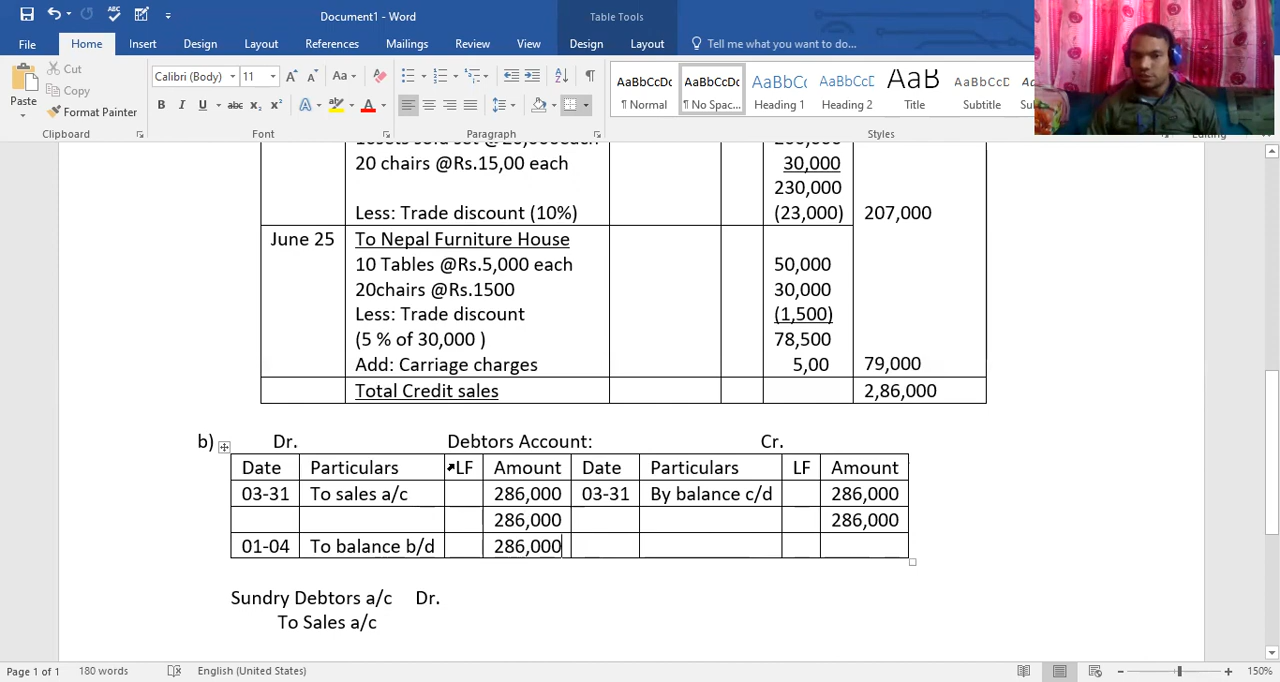 Document1 - Word
Table Tools
File Home Insert Design Layout References Mailings Review View Design Layout Tell me what you want to do...
Cut
Copy
Format Painter
Paste
Calibri (Body) 11
AaBbCcDc AaBbCcDc AaBbCc AaBbCcE AaB AaBbCcD
¶ Normal ¶ No Spac... Heading 1 Heading 2 Title Subtitle Su
Clipboard Font Paragraph Styles Editing
20 chairs @Rs.15,00 each 30,000
230,000
Less: Trade discount (10%) (23,000) 207,000
June 25 To Nepal Furniture House
10 Tables @Rs.5,000 each 50,000
20chairs @Rs.1500 30,000
Less: Trade discount (1,500)
(5 % of 30,000 ) 78,500
Add: Carriage charges 5,00 79,000
Total Credit sales 2,86,000
b) Dr. Debtors Account: Cr.
Date Particulars LF Amount Date Particulars LF Amount
03-31 To sales a/c 286,000 03-31 By balance c/d 286,000
286,000 286,000
01-04 To balance b/d 286,000
Sundry Debtors a/c Dr.
To Sales a/c
Page 1 of 1 180 words English (United States) 150%